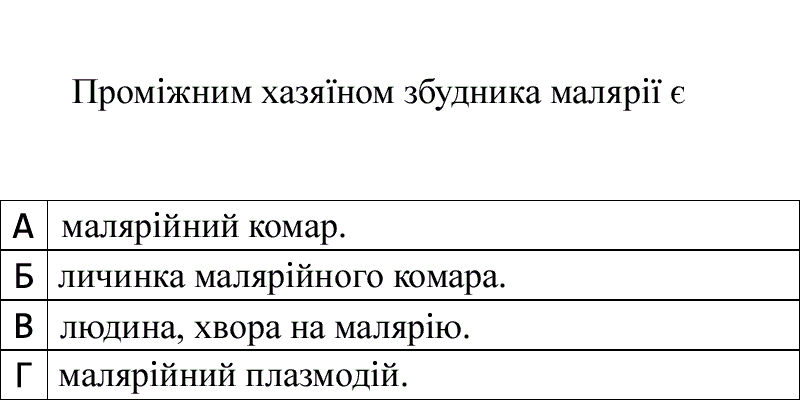 Проміжним хазяїном збудника малярії є
А малярійний комар.
Б личинка малярійного комара.
В людина, хвора на малярію.
Г малярійний плазмодій.